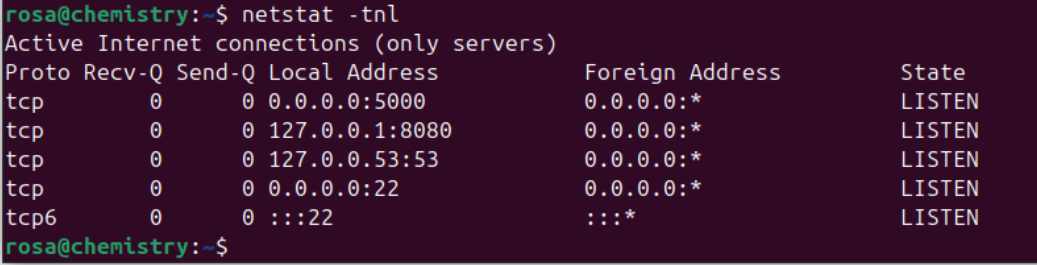 rosa@chemistry:~$ netstat -tnl
Active Internet connections (only servers)
Proto Recv-Q Send-Q Local Address           Foreign Address         State
tcp        0      0 0.0.0.0:5000            0.0.0.0:*               LISTEN
tcp        0      0 127.0.0.1:8080          0.0.0.0:*               LISTEN
tcp        0      0 127.0.0.53:53           0.0.0.0:*               LISTEN
tcp        0      0 0.0.0.0:22              0.0.0.0:*               LISTEN
tcp6       0      0 :::22                   :::*                    LISTEN
rosa@chemistry:~$